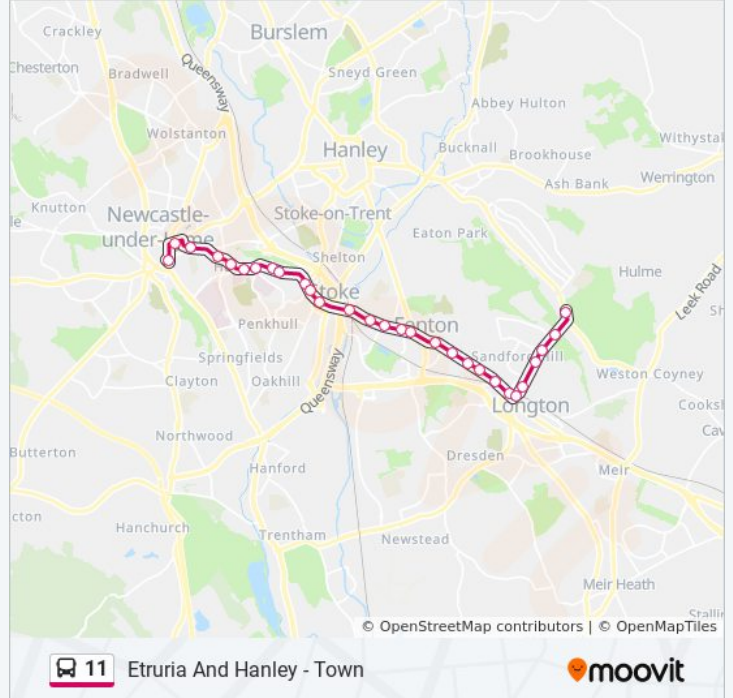 Crackley
Burslem
Chesterton
Bradwell
Queensway
Sneyd Green
Abbey Hulton
Wolstanton
Hanley
Bucknall
Brookhouse
Ash Bank
Werrington
Knutton
Newcastle-
under-Lyme
Stoke-on-Trent
Eaton Park
Shelton
Hulme
Leek Road
Stoke
Penkhull
Fenton
Springfields
Sandford Hill
Weston Coyney
Clayton
Oakhill
Queensway
Longton
Butterton
Northwood
Dresden
Hanford
Meir
Hanchurch
Trentham
Newstead
Meir Heath
© OpenStreetMap contributors | © OpenMapTiles
11 Etruria And Hanley - Town
moovit